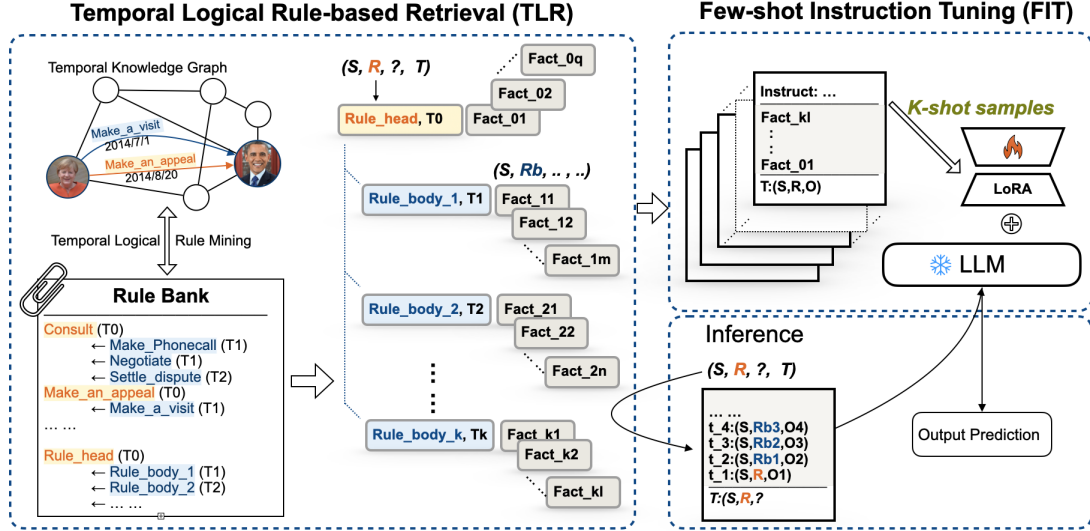 Temporal Logical Rule-based Retrieval (TLR)
Temporal Knowledge Graph
Make_a_visit
2014/7/1
Make_an_appeal
2014/8/20
Temporal Logical Rule Mining
Rule Bank
Consult (T0)
← Make_Phonecall (T1)
← Negotiate (T1)
← Settle_dispute (T2)
Make_an_appeal (T0)
← Make_a_visit (T1)
... ...
Rule_head (T0)
← Rule_body_1 (T1)
← Rule_body_2 (T2)
← ... ...
(S, R, ?, T)
Rule_head, T0
Fact_01
Fact_02
Fact_0q
(S, Rb, .. , ..)
Rule_body_1, T1
Fact_11
Fact_12
Fact_1m
Rule_body_2, T2
Fact_21
Fact_22
Fact_2n
Rule_body_k, Tk
Fact_k1
Fact_k2
Fact_kl
Few-shot Instruction Tuning (FIT)
Instruct: ...
Fact_kl
:
:
Fact_01
T:(S,R,O)
K-shot samples
LoRA
LLM
Inference
(S, R, ?, T)
... ...
t_4:(S,Rb3,O4)
t_3:(S,Rb2,O3)
t_2:(S,Rb1,O2)
t_1:(S,R,O1)
T:(S,R,?
Output Prediction